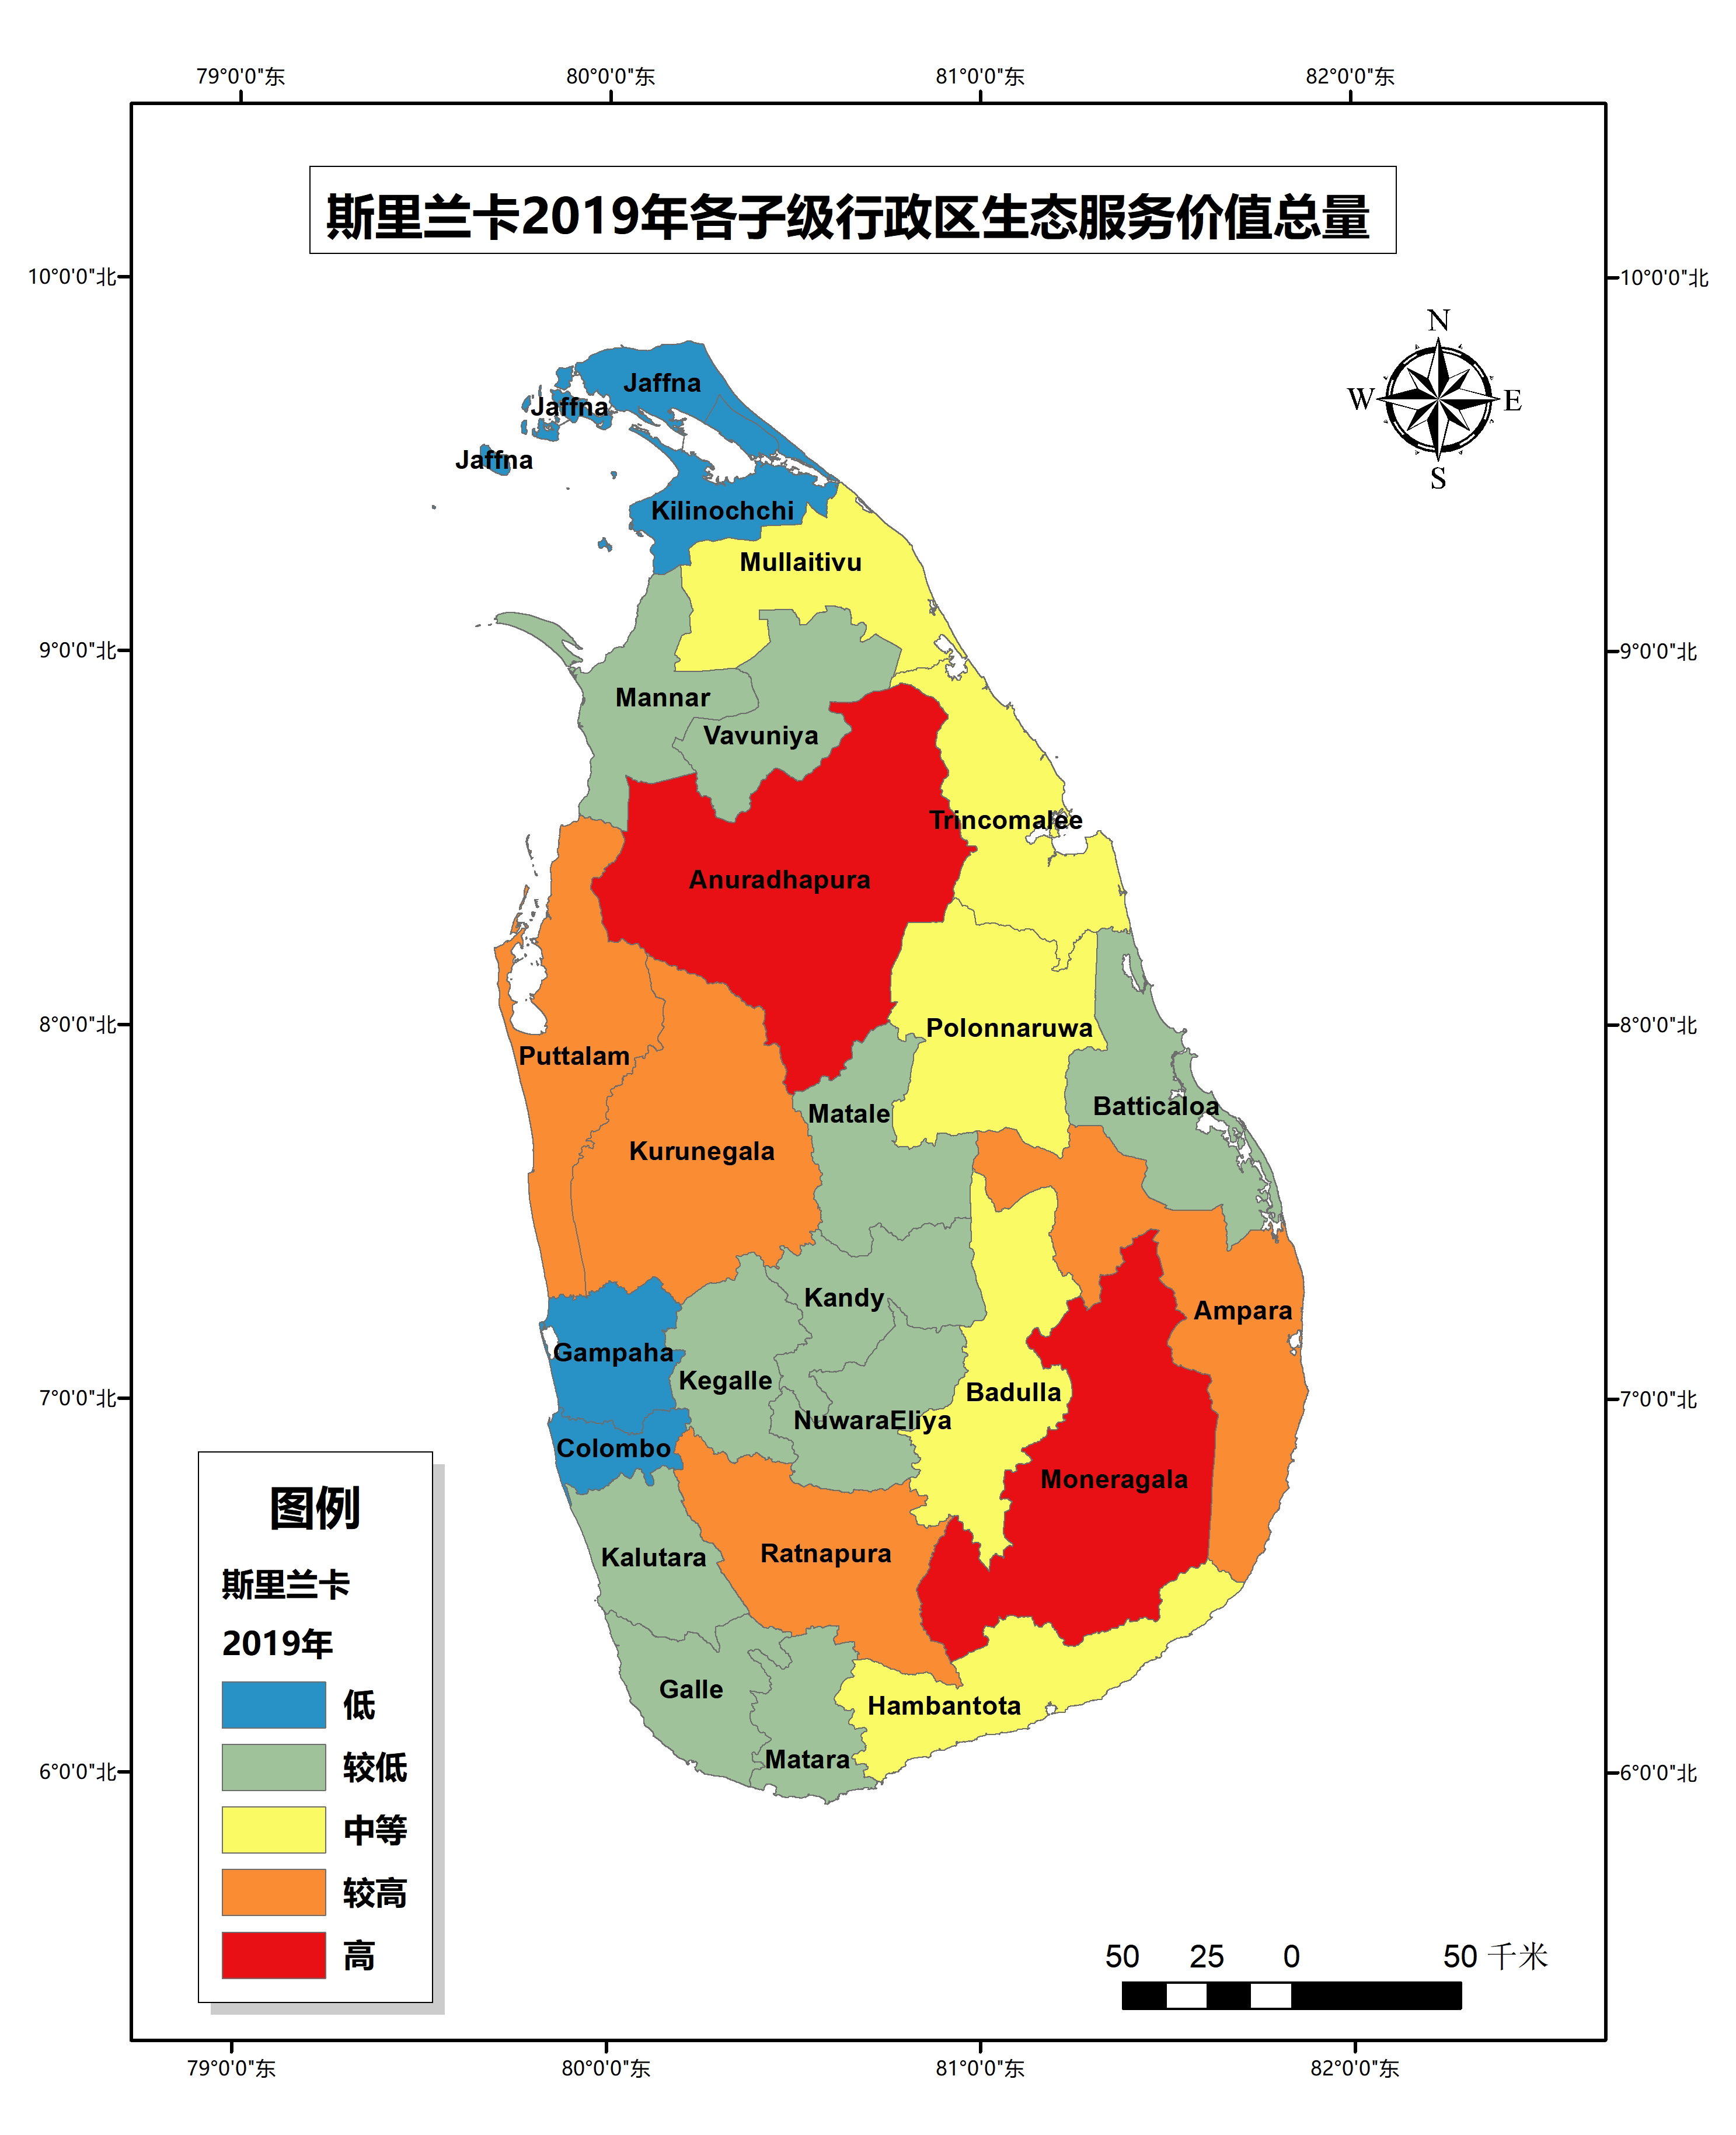 79°0'0"东 80°0'0"东 81°0'0"东 82°0'0"东
斯里兰卡2019年各子级行政区生态服务价值总量
10°0'0"北 10°0'0"北
N
W E
S
Jaffna
Jaffna
Jaffna
Kilinochchi
Mullaitivu
9°0'0"北 9°0'0"北
Mannar
Vavuniya
Trincomalee
Anuradhapura
8°0'0"北 8°0'0"北
Polonnaruwa
Puttalam
Batticaloa
Matale
Kurunegala
Kandy
Ampara
Gampaha
Kegalle
Badulla
7°0'0"北 7°0'0"北
NuwaraEliya
Colombo
Moneragala
Ratnapura
Kalutara
Galle
Hambantota
Matara
6°0'0"北 6°0'0"北
图例
斯里兰卡
2019年
低
较低
中等
较高
高
50 25 0 50 千米
79°0'0"东 80°0'0"东 81°0'0"东 82°0'0"东